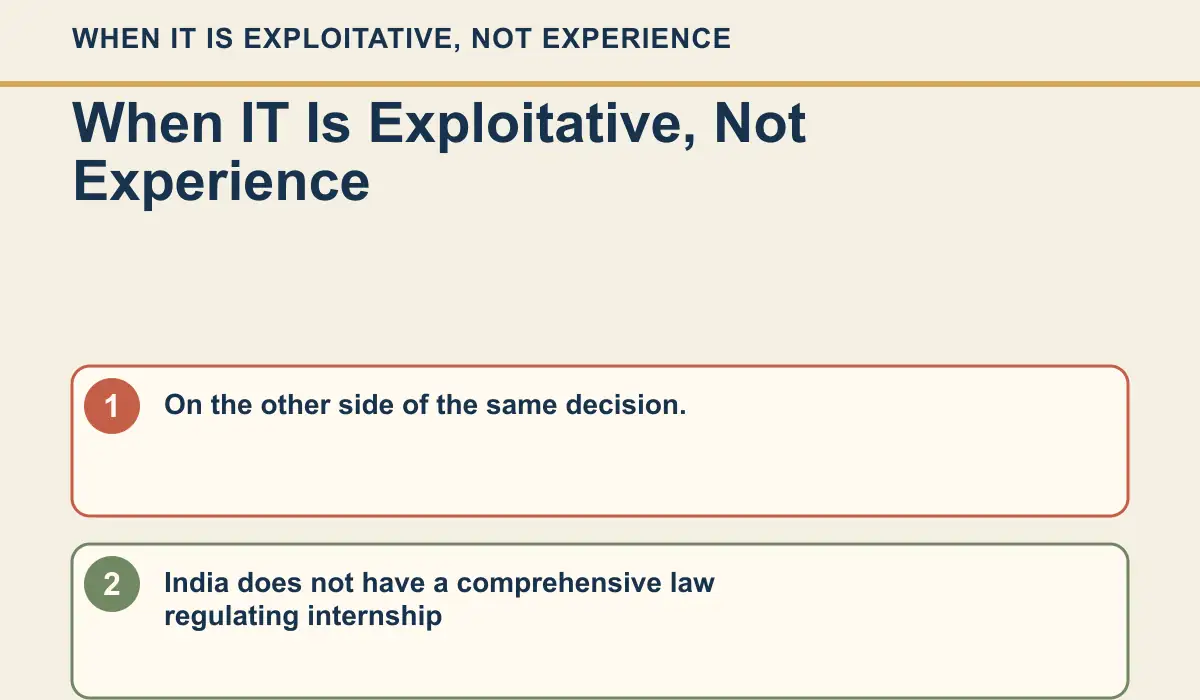 WHEN IT IS EXPLOITATIVE, NOT EXPERIENCE
When IT Is Exploitative, Not
Experience
1
On the other side of the same decision.
2
India does not have a comprehensive law
regulating internship